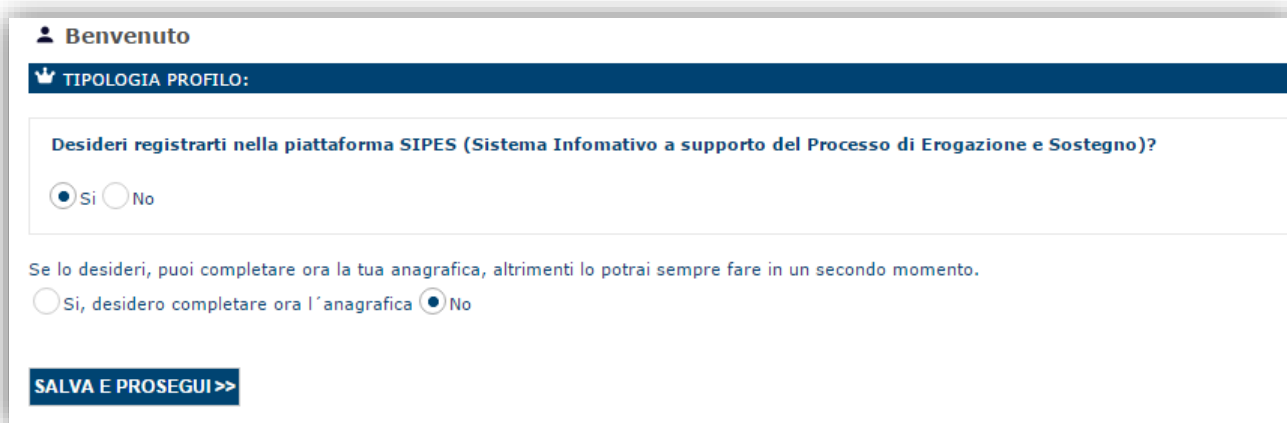 Benvenuto
TIPOLOGIA PROFILO:
Desideri registrarti nella piattaforma SIPES (Sistema Infomativo a supporto del Processo di Erogazione e Sostegno)?
Si No
Se lo desideri, puoi completare ora la tua anagrafica, altrimenti lo potrai sempre fare in un secondo momento.
Si, desidero completare ora l´anagrafica No
SALVA E PROSEGUI >>